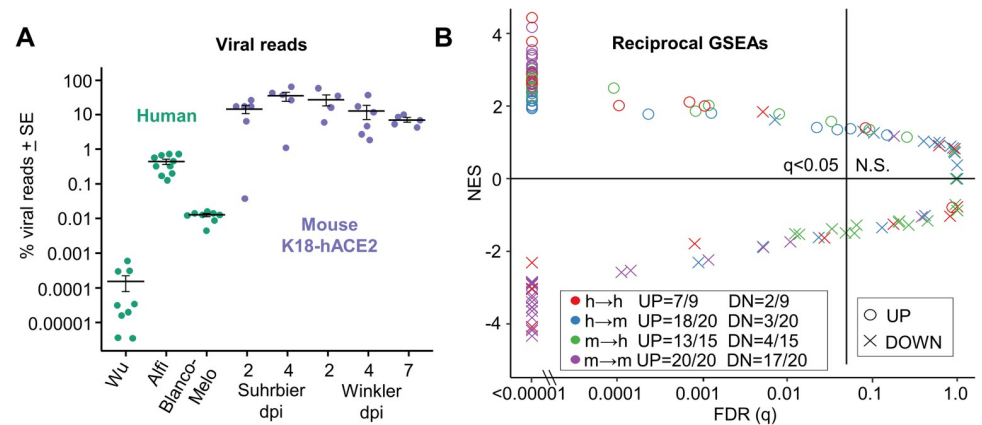 A
Viral reads
% viral reads ± SE
100
10
1
0.1
0.01
0.001
0.0001
0.00001
Human
Mouse
K18-hACE2
Wu
Alfi
Blanco-
Melo
2 4 2 4 7
Suhrbier
dpi
Winkler
dpi
B
Reciprocal GSEAs
NES
4
2
0
-2
-4
q<0.05 N.S.
h→h UP=7/9 DN=2/9
h→m UP=18/20 DN=3/20
m→h UP=13/15 DN=4/15
m→m UP=20/20 DN=17/20
UP
DOWN
<0.00001 0.0001 0.001 0.01 0.1 1.0
FDR (q)